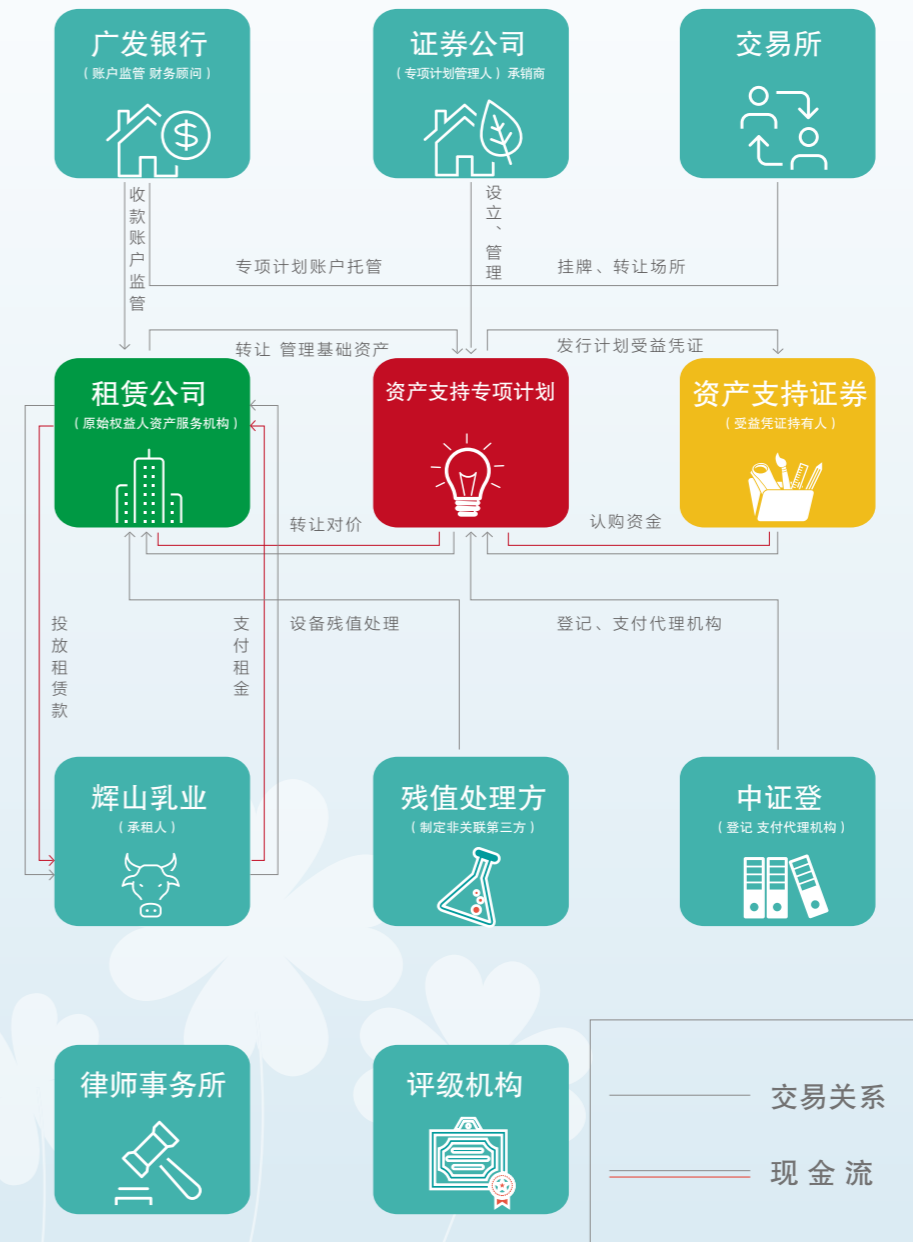 广发银行
（账户监管 财务顾问）
证券公司
（专项计划管理人）承销商
交易所
收款账户监管
设立、管理
专项计划账户托管
挂牌、转让场所
转让 管理基础资产
发行计划受益凭证
租赁公司
（原始权益人资产服务机构）
资产支持专项计划
资产支持证券
（受益凭证持有人）
转让对价
认购资金
投放租赁款
支付租金
设备残值处理
登记、支付代理机构
辉山乳业
（承租人）
残值处理方
（制定非关联第三方）
中证登
（登记 支付代理机构）
律师事务所
评级机构
交易关系
现金流